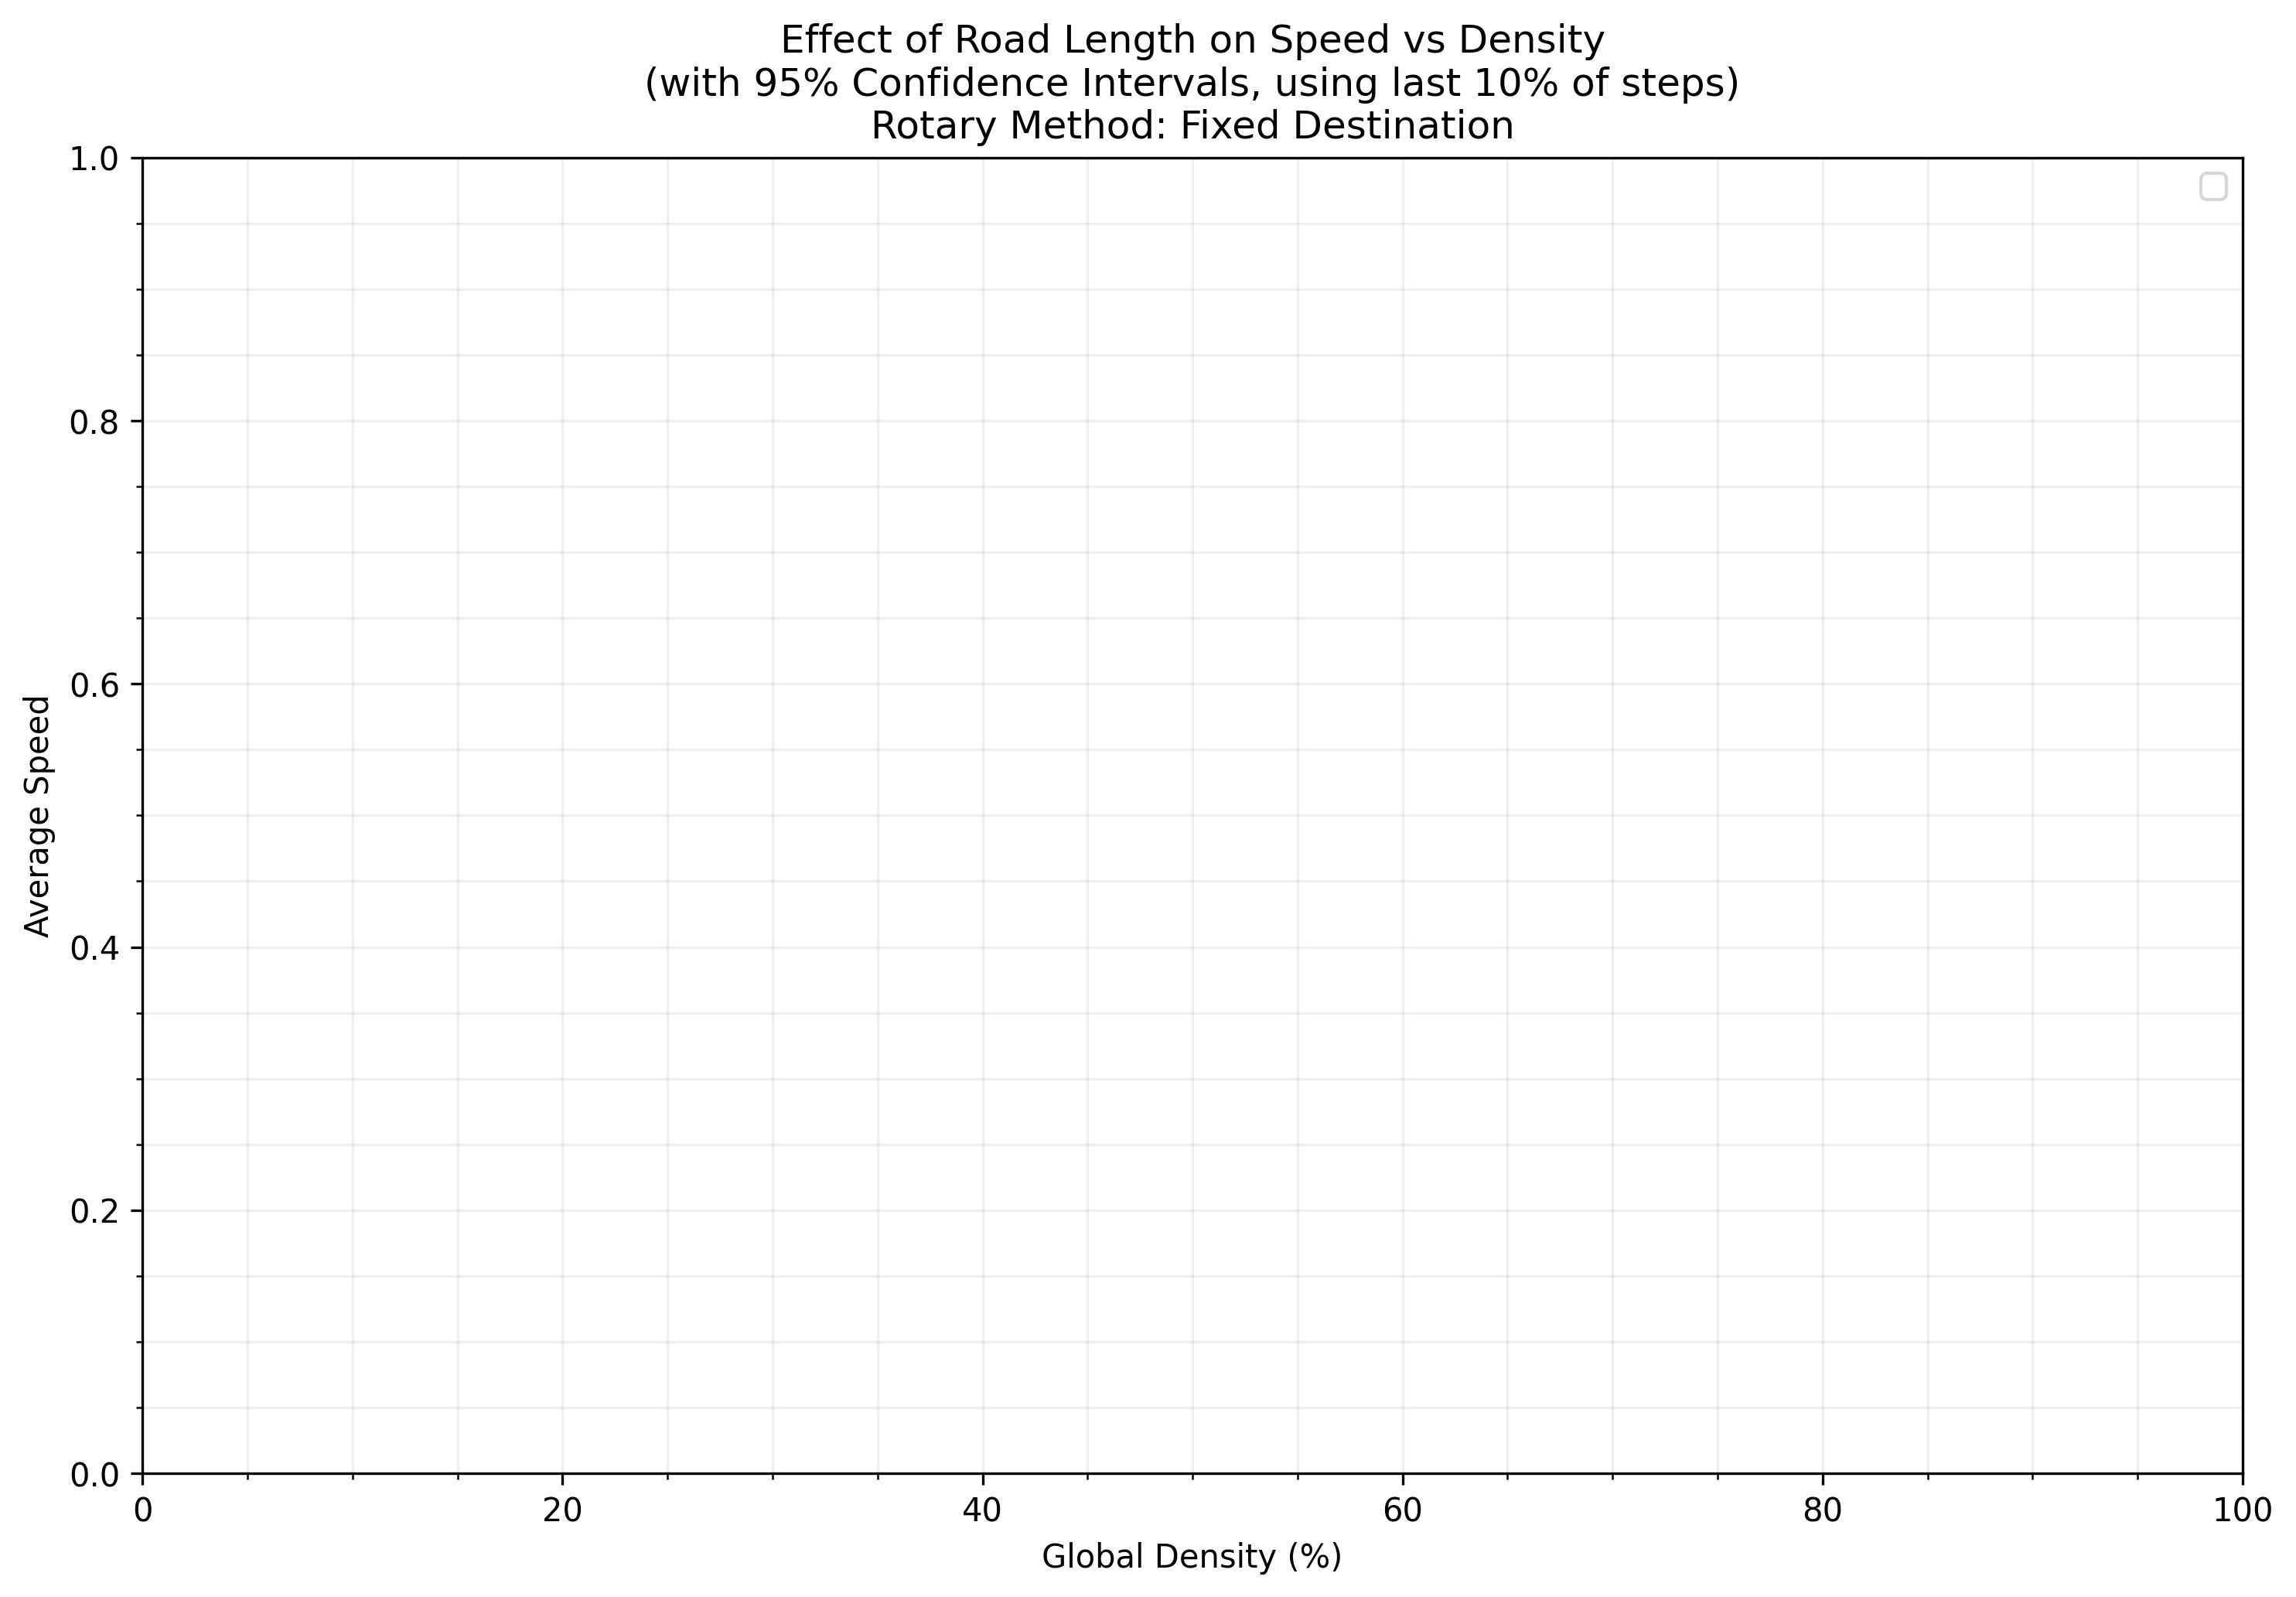 Effect of Road Length on Speed vs Density
(with 95% Confidence Intervals, using last 10% of steps)
Rotary Method: Fixed Destination
1.0
0.8
0.6
0.4
0.2
0.0
Average Speed
0 20 40 60 80 100
Global Density (%)